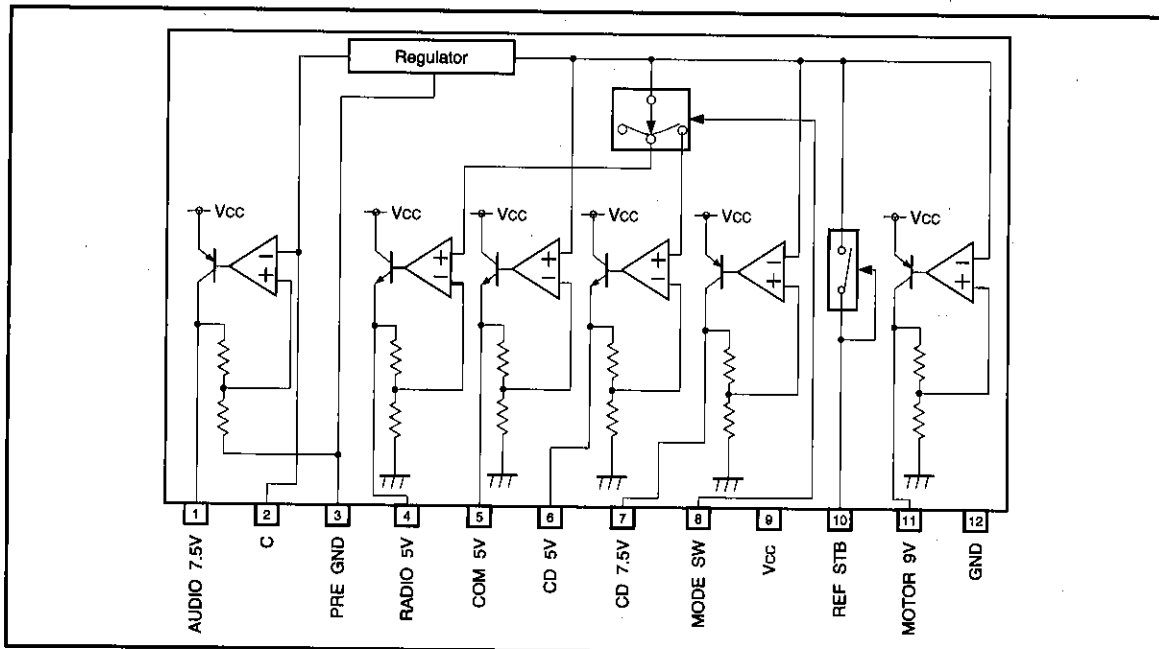 Regulator
Vcc
Vcc
Vcc
Vcc
Vcc
Vcc
− +
+ −
+ −
+ −
− +
− +
1
2
3
4
5
6
7
8
9
10
11
12
AUDIO 7.5V
C
PRE GND
RADIO 5V
COM 5V
CD 5V
CD 7.5V
MODE SW
Vcc
REF STB
MOTOR 9V
GND